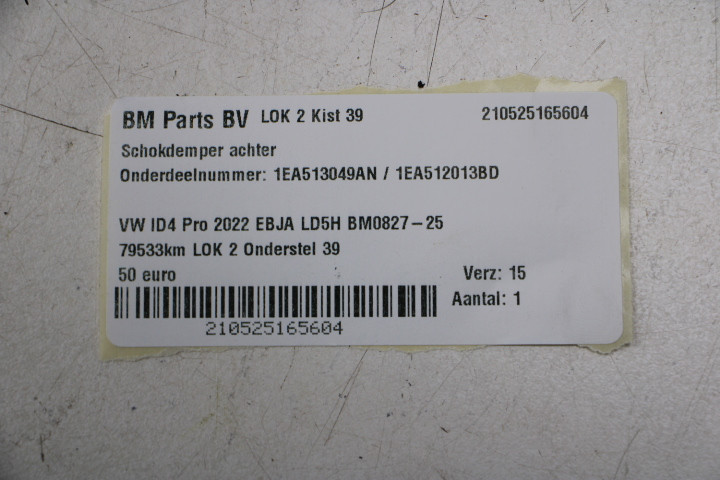 BM Parts BV LOK 2 Kist 39 210525165604
Schokdemper achter
Onderdeelnummer: 1EA513049AN / 1EA512013BD
VW ID4 Pro 2022 EBJA LD5H BM0827-25
79533km LOK 2 Onderstel 39
50 euro Verz: 15
Aantal: 1
210525165604